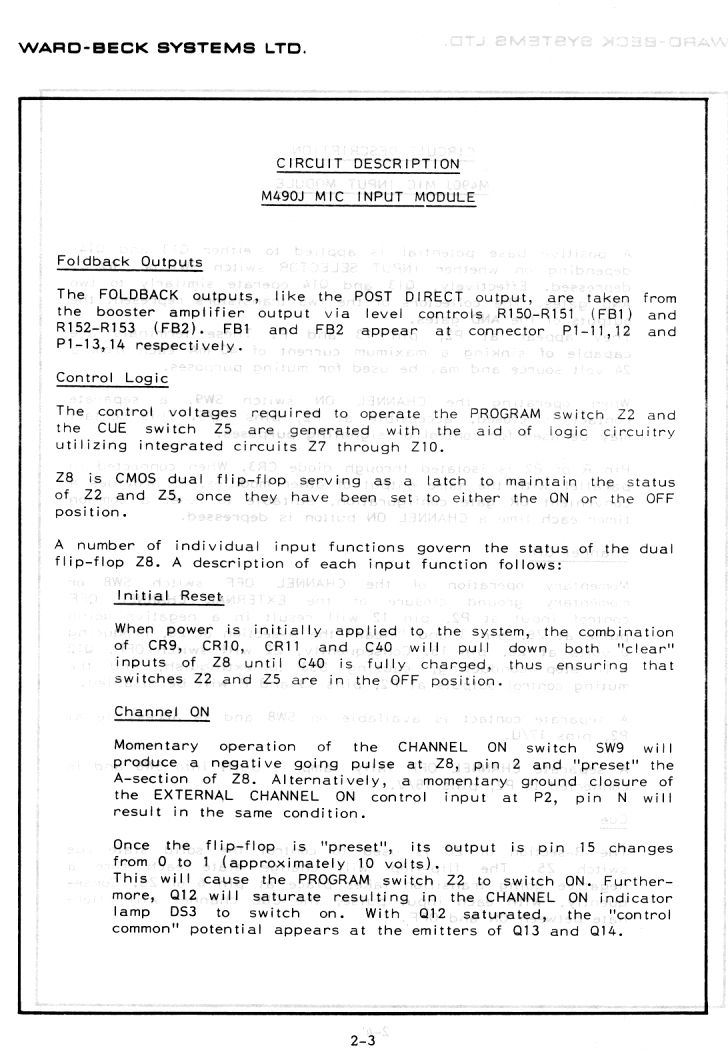 WARD-BECK SYSTEMS LTD.
CIRCUIT DESCRIPTION
M490J MIC INPUT MODULE
Foldback Outputs
The FOLDBACK outputs, like the POST DIRECT output, are taken from
the booster amplifier output via level controls R150-R151 (FB1) and
R152-R153 (FB2). FB1 and FB2 appear at connector P1-11,12 and
P1-13,14 respectively.
Control Logic
The control voltages required to operate the PROGRAM switch Z2 and
the CUE switch Z5 are generated with the aid of logic circuitry
utilizing integrated circuits Z7 through Z10.
Z8 is CMOS dual flip-flop serving as a latch to maintain the status
of Z2 and Z5, once they have been set to either the ON or the OFF
position.
A number of individual input functions govern the status of the dual
flip-flop Z8. A description of each input function follows:
Initial Reset
When power is initially applied to the system, the combination
of CR9, CR10, CR11 and C40 will pull down both "clear"
inputs of Z8 until C40 is fully charged, thus ensuring that
switches Z2 and Z5 are in the OFF position.
Channel ON
Momentary operation of the CHANNEL ON switch SW9 will
produce a negative going pulse at Z8, pin 2 and "preset" the
A-section of Z8. Alternatively, a momentary ground closure of
the EXTERNAL CHANNEL ON control input at P2, pin N will
result in the same condition.
Once the flip-flop is "preset", its output is pin 15 changes
from 0 to 1 (approximately 10 volts).
This will cause the PROGRAM switch Z2 to switch ON. Further-
more, Q12 will saturate resulting in the CHANNEL ON indicator
lamp DS3 to switch on. With Q12 saturated, the "control
common" potential appears at the emitters of Q13 and Q14.
2-3